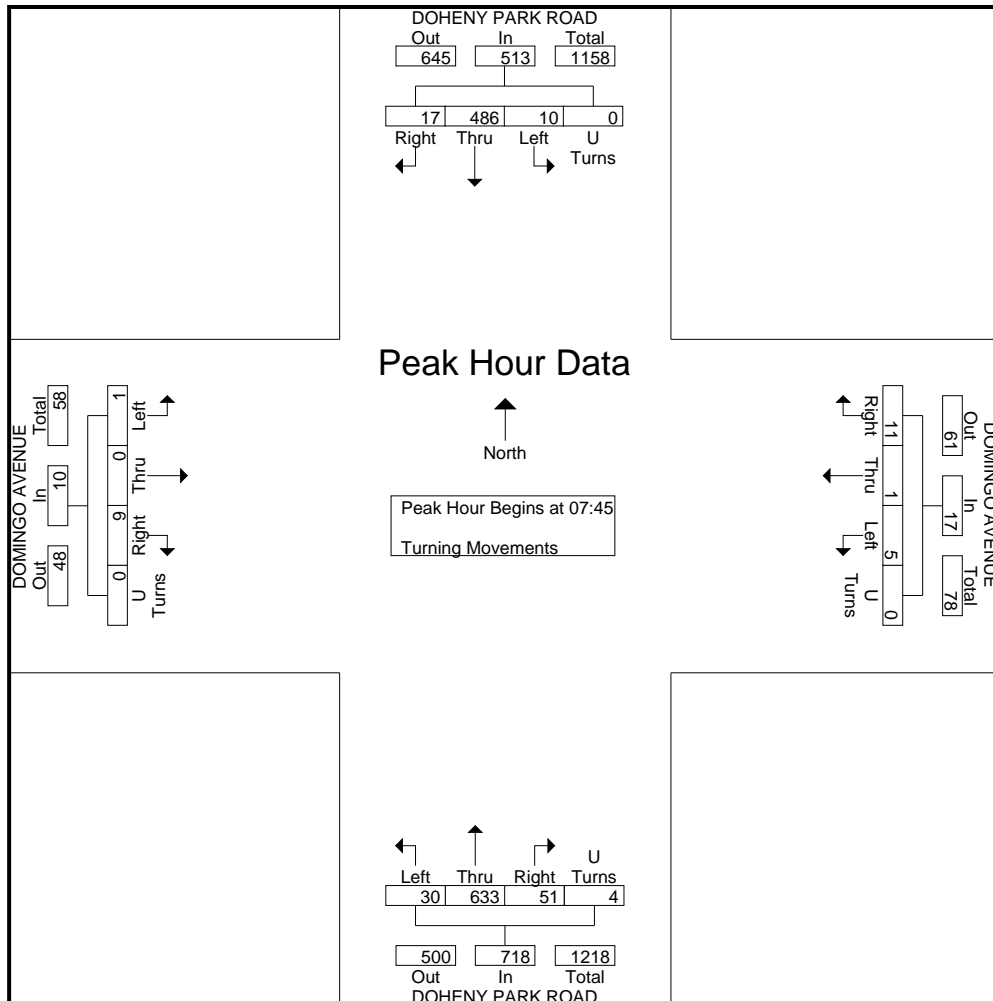 DOHENY PARK ROAD
Out In Total
645 513 1158
17 486 10 0
Right Thru Left U Turns
Peak Hour Data
North
Peak Hour Begins at 07:45
Turning Movements
DOMINGO AVENUE
Total In Out
58 10 48
1 0 9 0
Left Thru Right U Turns
DOMINGO AVENUE
Out In Total
61 17 78
11 1 5 0
Right Thru Left U Turns
Left Thru Right U Turns
30 633 51 4
500 718 1218
Out In Total
DOHENY PARK ROAD